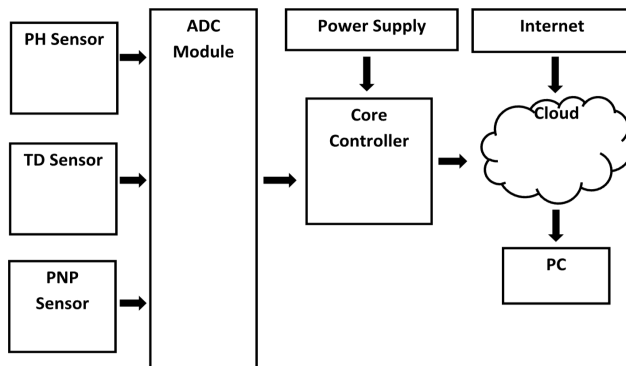 PH Sensor
TD Sensor
PNP
Sensor
ADC
Module
Power Supply
Core
Controller
Internet
Cloud
PC